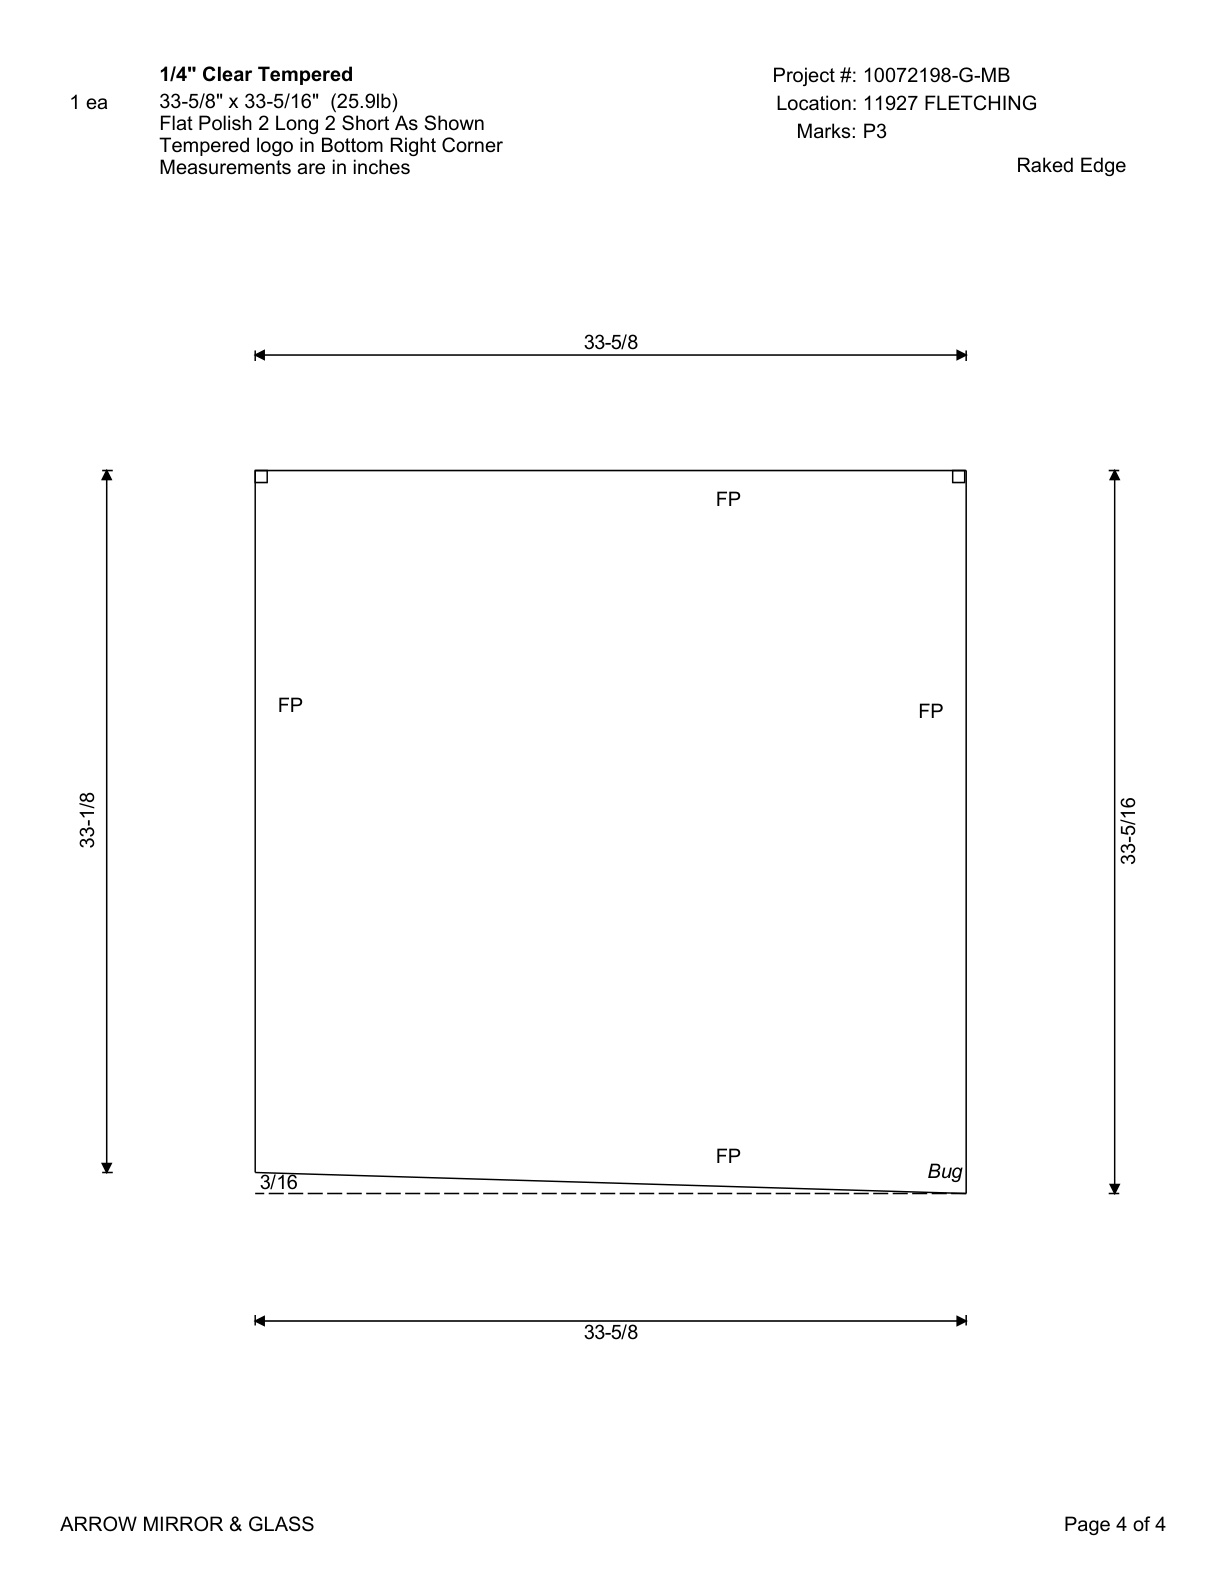 1/4" Clear Tempered
1 ea
33-5/8" x 33-5/16" (25.9lb)
Flat Polish 2 Long 2 Short As Shown
Tempered logo in Bottom Right Corner
Measurements are in inches
Project #: 10072198-G-MB
Location: 11927 FLETCHING
Marks: P3
Raked Edge
33-5/8
FP
FP
FP
33-1/8
33-5/16
FP
Bug
3/16
33-5/8
ARROW MIRROR & GLASS
Page 4 of 4